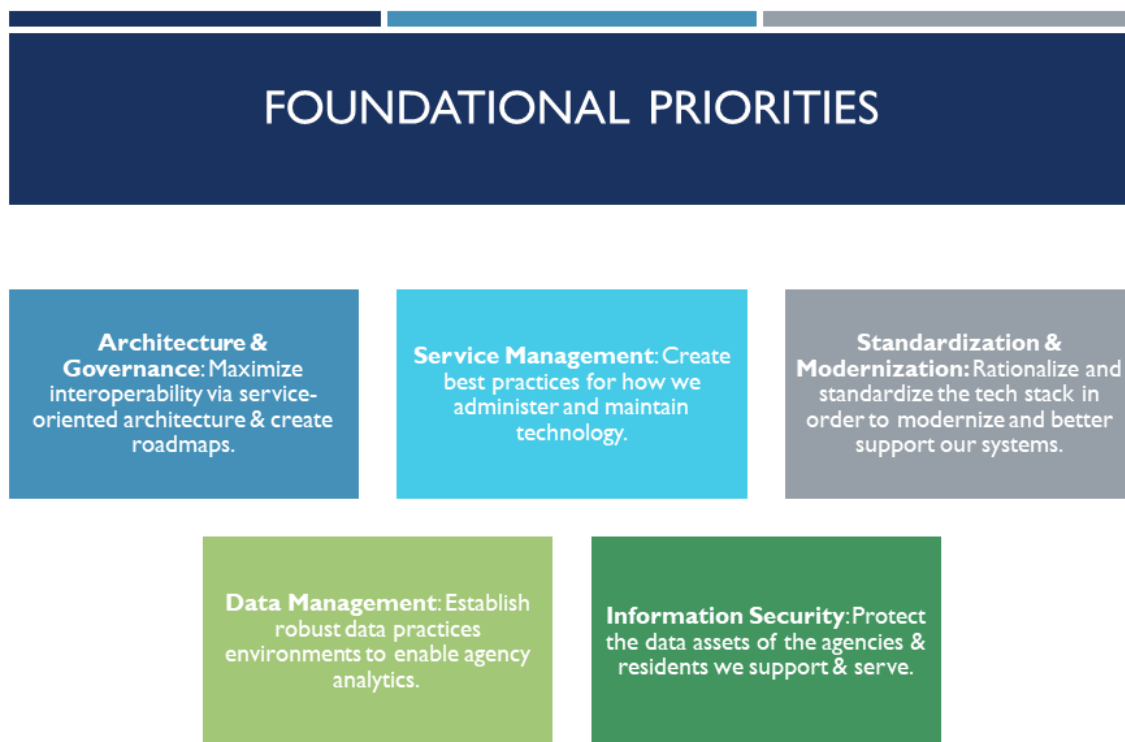 FOUNDATIONAL PRIORITIES
Architecture &
Governance: Maximize
interoperability via service-
oriented architecture & create
roadmaps.
Service Management: Create
best practices for how we
administer and maintain
technology.
Standardization &
Modernization: Rationalize and
standardize the tech stack in
order to modernize and better
support our systems.
Data Management: Establish
robust data practices
environments to enable agency
analytics.
Information Security: Protect
the data assets of the agencies &
residents we support & serve.